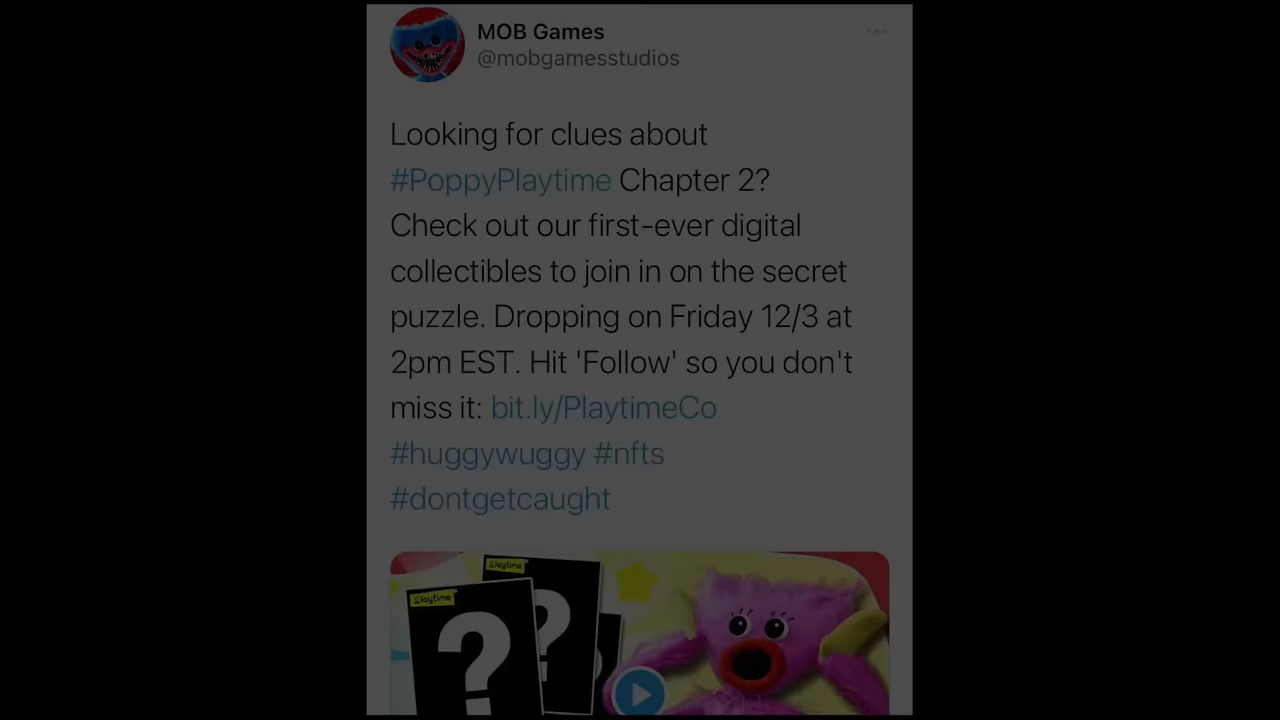 MOB Games
@mobgamesstudios
Looking for clues about
#PoppyPlaytime Chapter 2?
Check out our first-ever digital
collectibles to join in on the secret
puzzle. Dropping on Friday 12/3 at
2pm EST. Hit 'Follow' so you don't
miss it: bit.ly/PlaytimeCo
#huggywuggy #nfts
#dontgetcaught
Playtime
Playtime
?
?